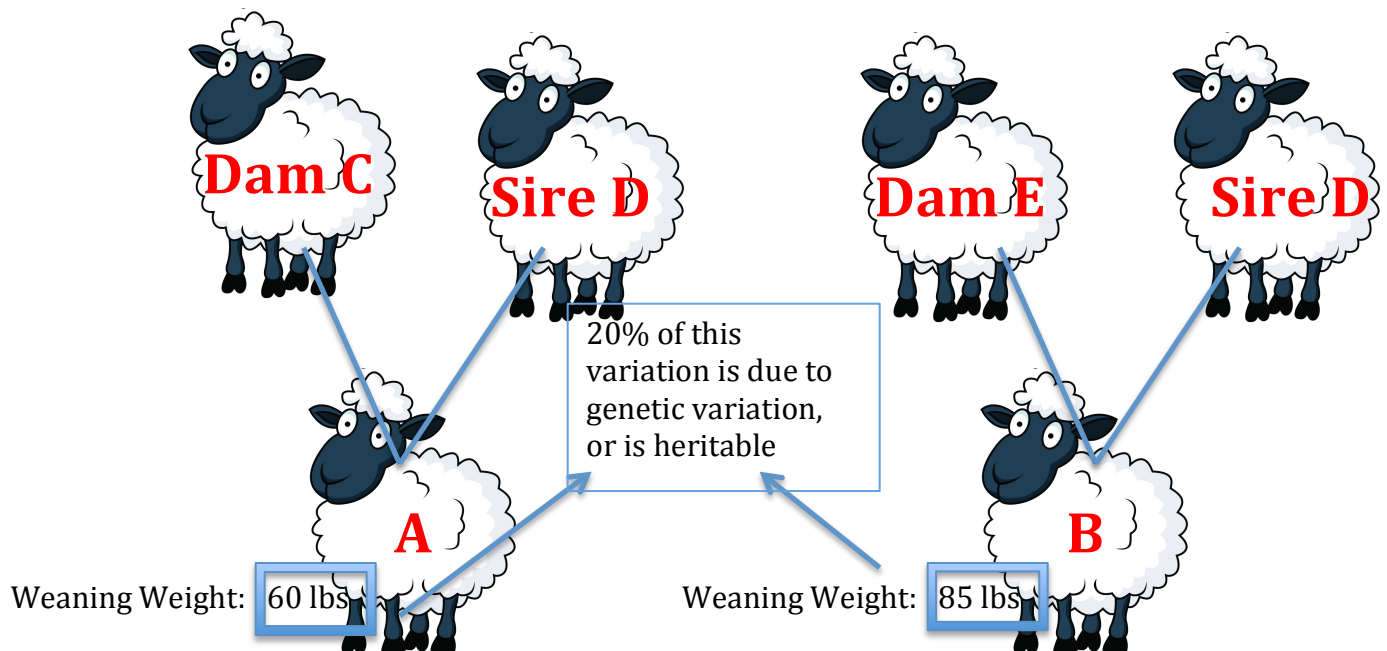 Dam C
Sire D
Dam E
Sire D
20% of this
variation is due to
genetic variation,
or is heritable
A
B
Weaning Weight: 60 lbs
Weaning Weight: 85 lbs